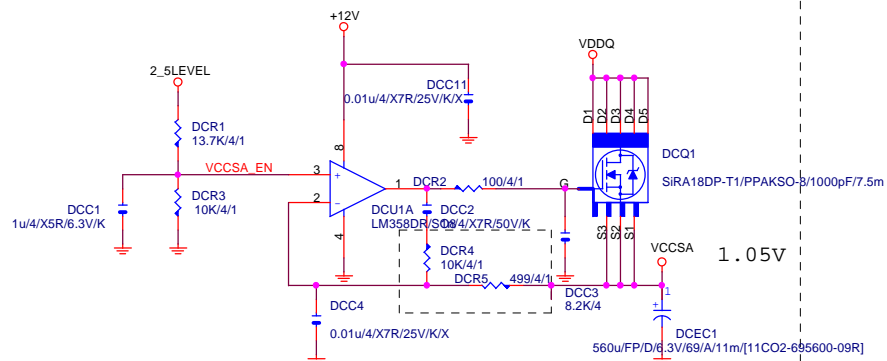 +12V
VDDQ
2_5LEVEL
DCC11
0.01u/4/X7R/25V/K/X
D1
D2
D3
D4
D5
DCR1
13.7K/4/1
8
DCQ1
VCCSA_EN
3
+
1
DCR2
100/4/1
G
SiRA18DP-T1/PPAKSO-8/1000pF/7.5m
2
-
DCR3
10K/4/1
DCC1
1u/4/X5R/6.3V/K
DCU1A
DCC2
4
S3
S2
S1
VCCSA
1.05V
DCR4
10K/4/1
DCR5
499/4/1
DCC3
8.2K/4
DCC4
0.01u/4/X7R/25V/K/X
+
1
DCEC1
560u/FP/D/6.3V/69/A/11m/[11CO2-695600-09R]